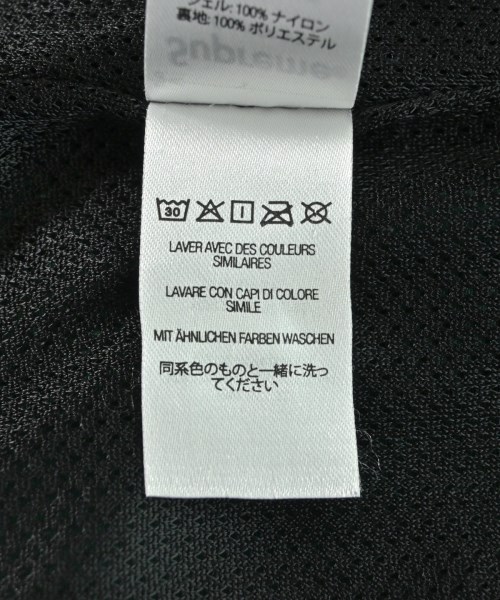 シェル: 100% ナイロン
裏地: 100% ポリエステル
Supreme
30
LAVER AVEC DES COULEURS
SIMILAIRES
LAVARE CON CAPI DI COLORE
SIMILE
MIT ÄHNLICHEN FARBEN WASCHEN
同系色のものと一緒に洗っ
てください